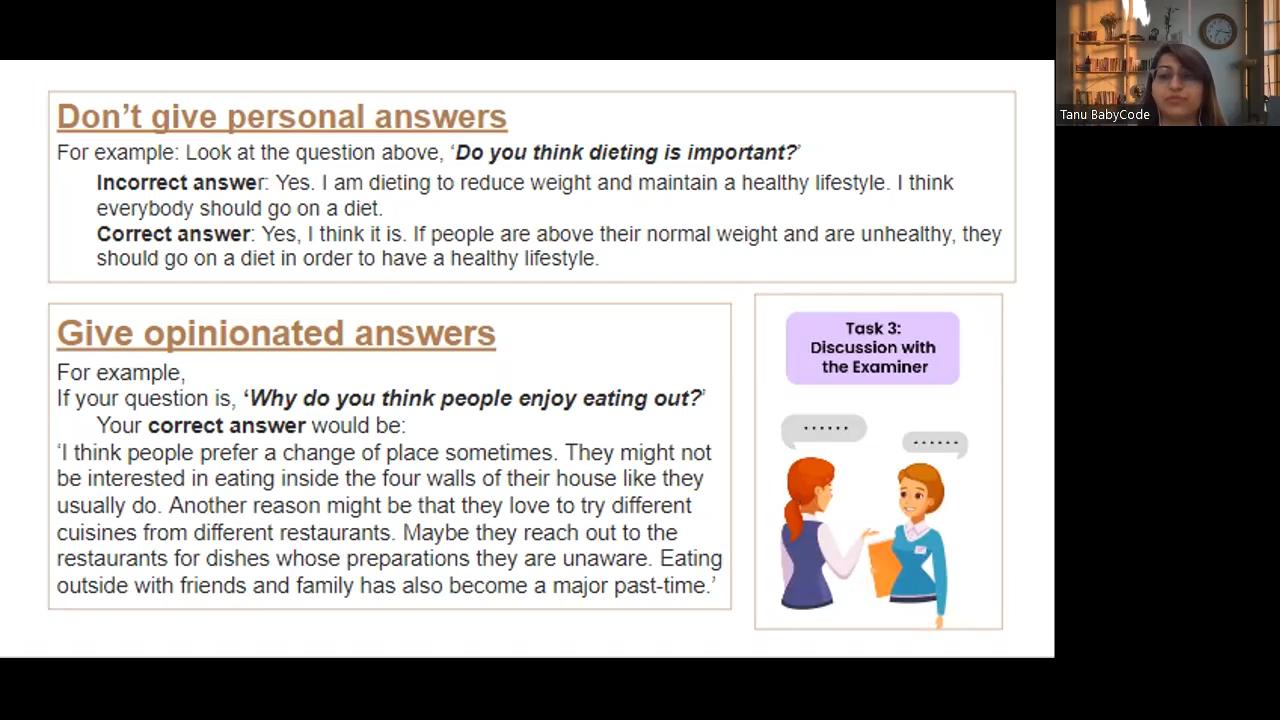 Don't give personal answers
For example: Look at the question above, 'Do you think dieting is important?'
Incorrect answer: Yes. I am dieting to reduce weight and maintain a healthy lifestyle. I think
everybody should go on a diet.
Correct answer: Yes, I think it is. If people are above their normal weight and are unhealthy, they
should go on a diet in order to have a healthy lifestyle.
Give opinionated answers
For example,
If your question is, 'Why do you think people enjoy eating out?'
Your correct answer would be:
'I think people prefer a change of place sometimes. They might not
be interested in eating inside the four walls of their house like they
usually do. Another reason might be that they love to try different
cuisines from different restaurants. Maybe they reach out to the
restaurants for dishes whose preparations they are unaware. Eating
outside with friends and family has also become a major past-time.'
Task 3:
Discussion with
the Examiner
Tanu BabyCode